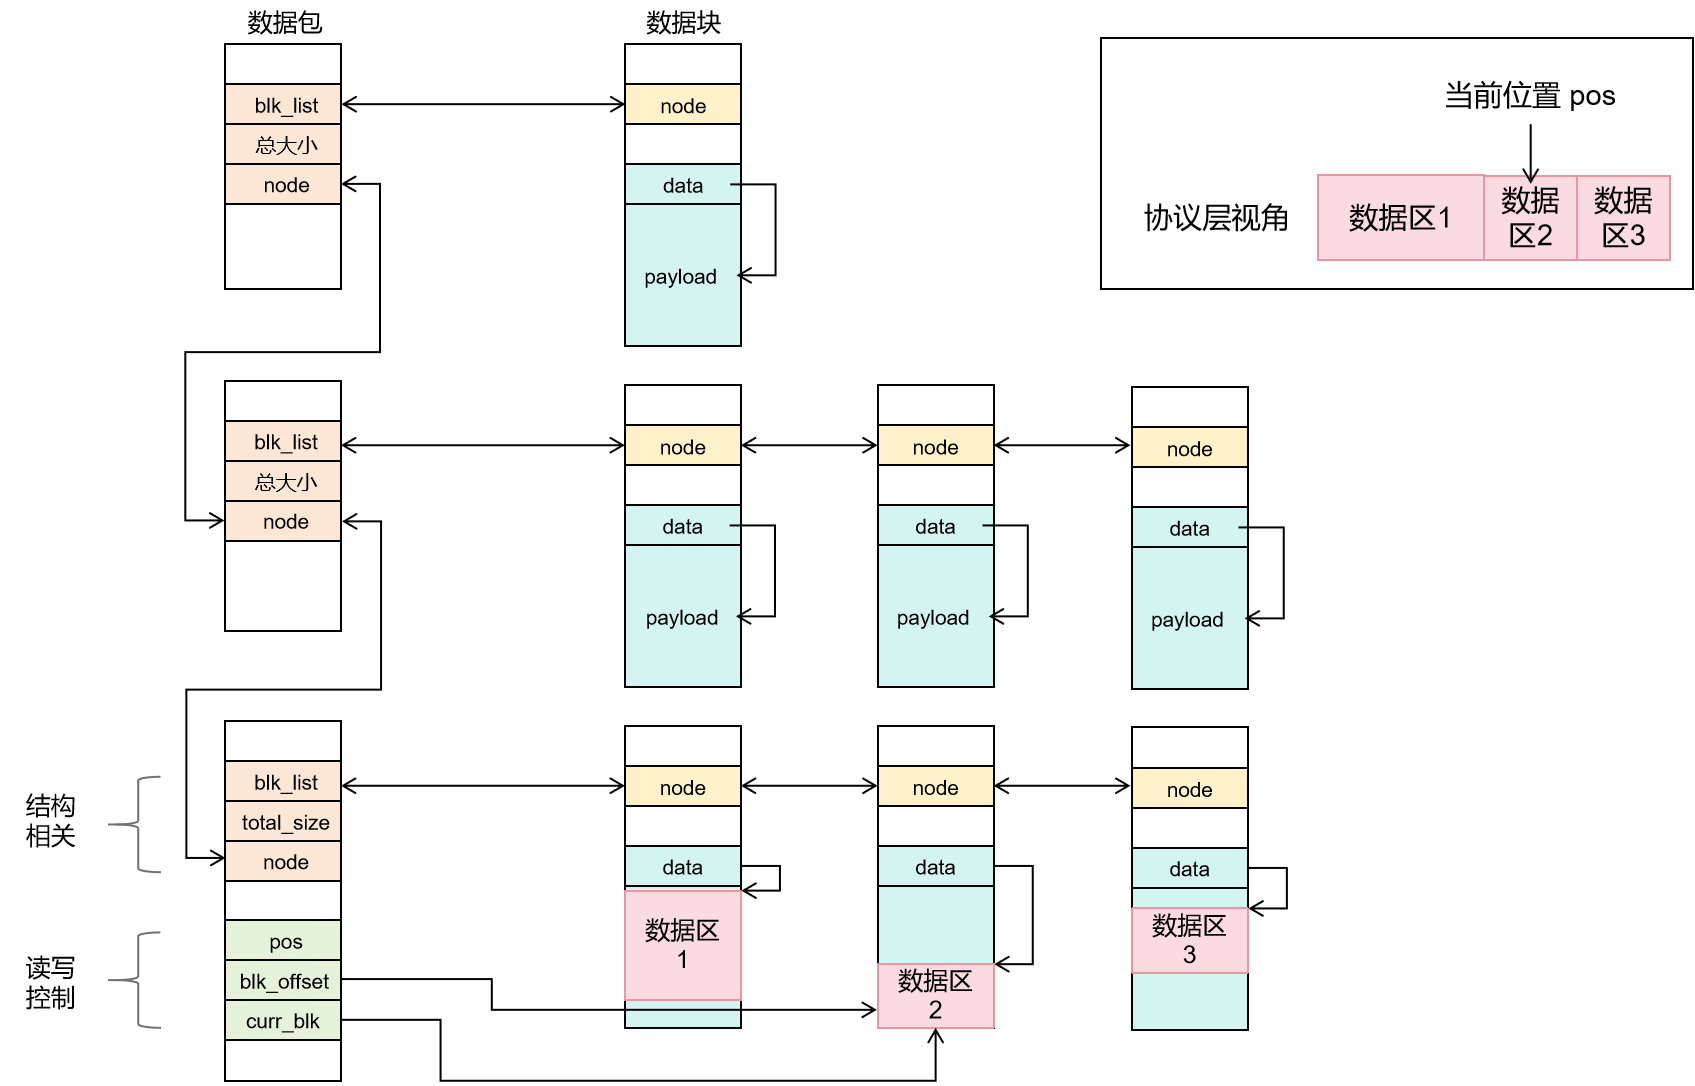 数据包
数据块
blk_list
总大小
node
node
data
payload
当前位置 pos
协议层视角
数据区1
数据
区2
数据
区3
blk_list
总大小
node
node
data
payload
node
data
payload
node
data
payload
结构
相关
blk_list
total_size
node
读写
控制
pos
blk_offset
curr_blk
node
data
数据区
1
node
data
数据区
2
node
data
数据区
3